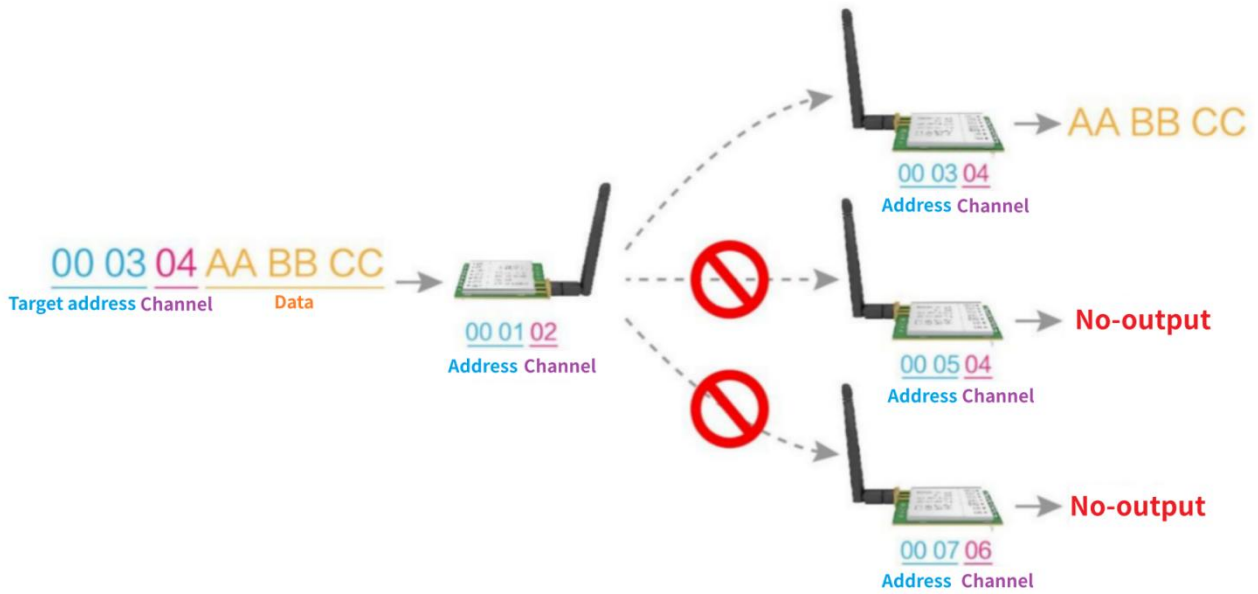 00 03 04 AA BB CC
Target address Channel Data
00 01 02
Address Channel
AA BB CC
00 03 04
Address Channel
No-output
00 05 04
Address Channel
No-output
00 07 06
Address Channel